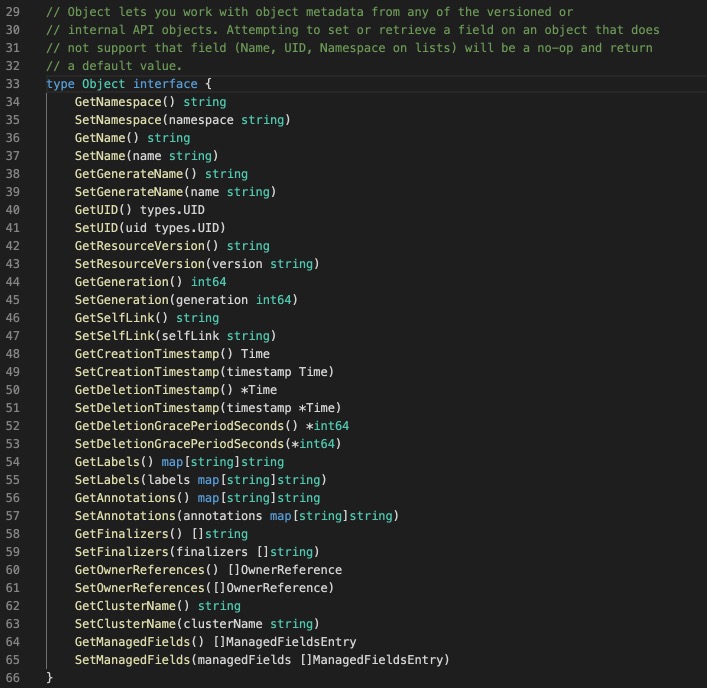 29 // Object lets you work with object metadata from any of the versioned or
30 // internal API objects. Attempting to set or retrieve a field on an object that does
31 // not support that field (Name, UID, Namespace on lists) will be a no-op and return
32 // a default value.
33 type Object interface {
34 GetNamespace() string
35 SetNamespace(namespace string)
36 GetName() string
37 SetName(name string)
38 GetGenerateName() string
39 SetGenerateName(name string)
40 GetUID() types.UID
41 SetUID(uid types.UID)
42 GetResourceVersion() string
43 SetResourceVersion(version string)
44 GetGeneration() int64
45 SetGeneration(generation int64)
46 GetSelfLink() string
47 SetSelfLink(selfLink string)
48 GetCreationTimestamp() Time
49 SetCreationTimestamp(timestamp Time)
50 GetDeletionTimestamp() *Time
51 SetDeletionTimestamp(timestamp *Time)
52 GetDeletionGracePeriodSeconds() *int64
53 SetDeletionGracePeriodSeconds(*int64)
54 GetLabels() map[string]string
55 SetLabels(labels map[string]string)
56 GetAnnotations() map[string]string
57 SetAnnotations(annotations map[string]string)
58 GetFinalizers() []string
59 SetFinalizers(finalizers []string)
60 GetOwnerReferences() []OwnerReference
61 SetOwnerReferences([]OwnerReference)
62 GetClusterName() string
63 SetClusterName(clusterName string)
64 GetManagedFields() []ManagedFieldsEntry
65 SetManagedFields(managedFields []ManagedFieldsEntry)
66 }